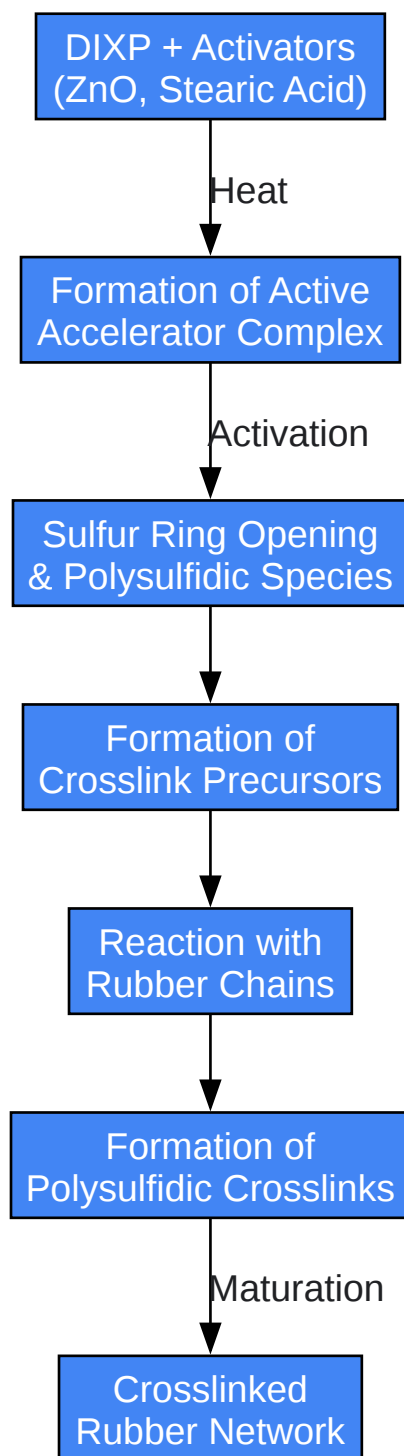 DIXP + Activators
(ZnO, Stearic Acid)
Heat
Formation of Active
Accelerator Complex
Activation
Sulfur Ring Opening
& Polysulfidic Species
Formation of
Crosslink Precursors
Reaction with
Rubber Chains
Formation of
Polysulfidic Crosslinks
Maturation
Crosslinked
Rubber Network